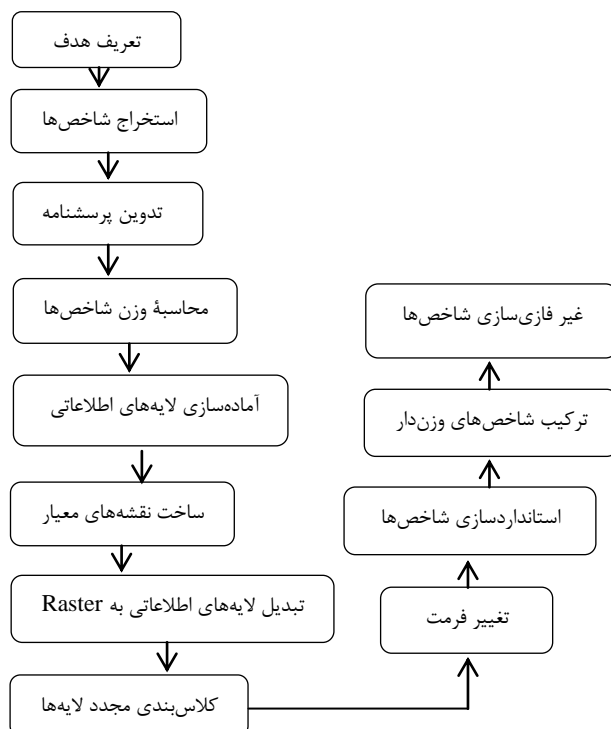 تعریف هدف
استخراج شاخص‌ها
تدوین پرسشنامه
محاسبۀ وزن شاخص‌ها
آماده‌سازی لایه‌های اطلاعاتی
ساخت نقشه‌های معیار
تبدیل لایه‌های اطلاعاتی به Raster
کلاس‌بندی مجدد لایه‌ها
تغییر فرمت
استانداردسازی شاخص‌ها
ترکیب شاخص‌های وزن‌دار
غیر فازی‌سازی شاخص‌ها